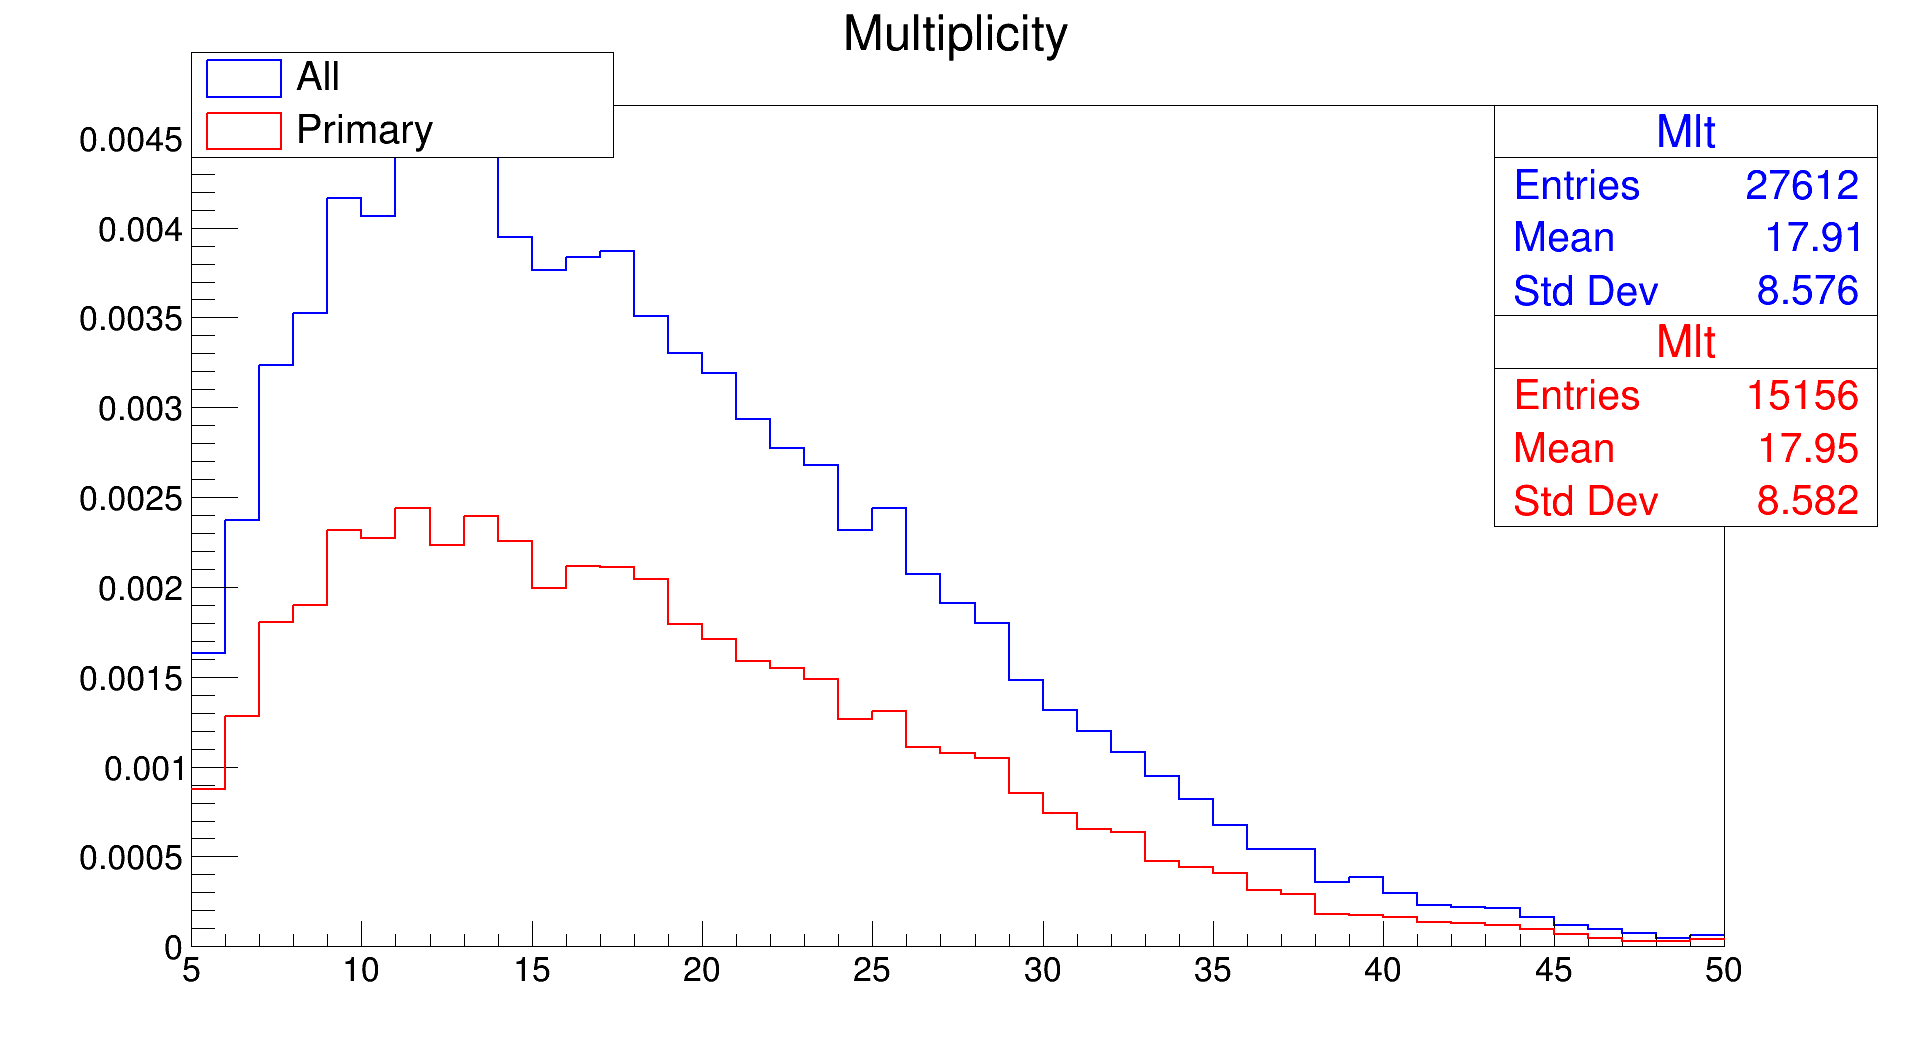 Multiplicity
All
Primary
0.0045
0.004
0.0035
0.003
0.0025
0.002
0.0015
0.001
0.0005
0
5 10 15 20 25 30 35 40 45 50
Mlt
Entries 27612
Mean 17.91
Std Dev 8.576
Mlt
Entries 15156
Mean 17.95
Std Dev 8.582